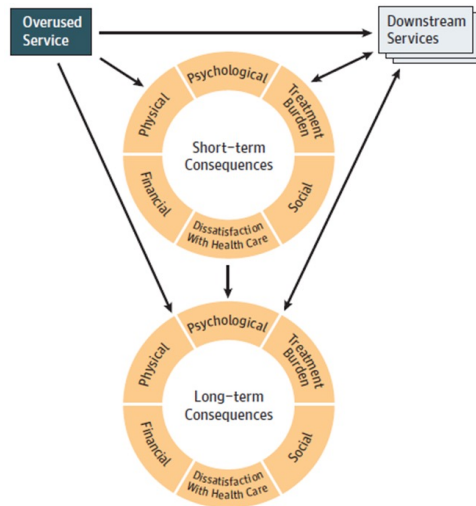 Overused
Service
Downstream
Services
Psychological
Physical
Treatment
Burden
Short-term
Consequences
Financial
Social
Dissatisfaction
With Health Care
Psychological
Physical
Treatment
Burden
Long-term
Consequences
Financial
Social
Dissatisfaction
With Health Care